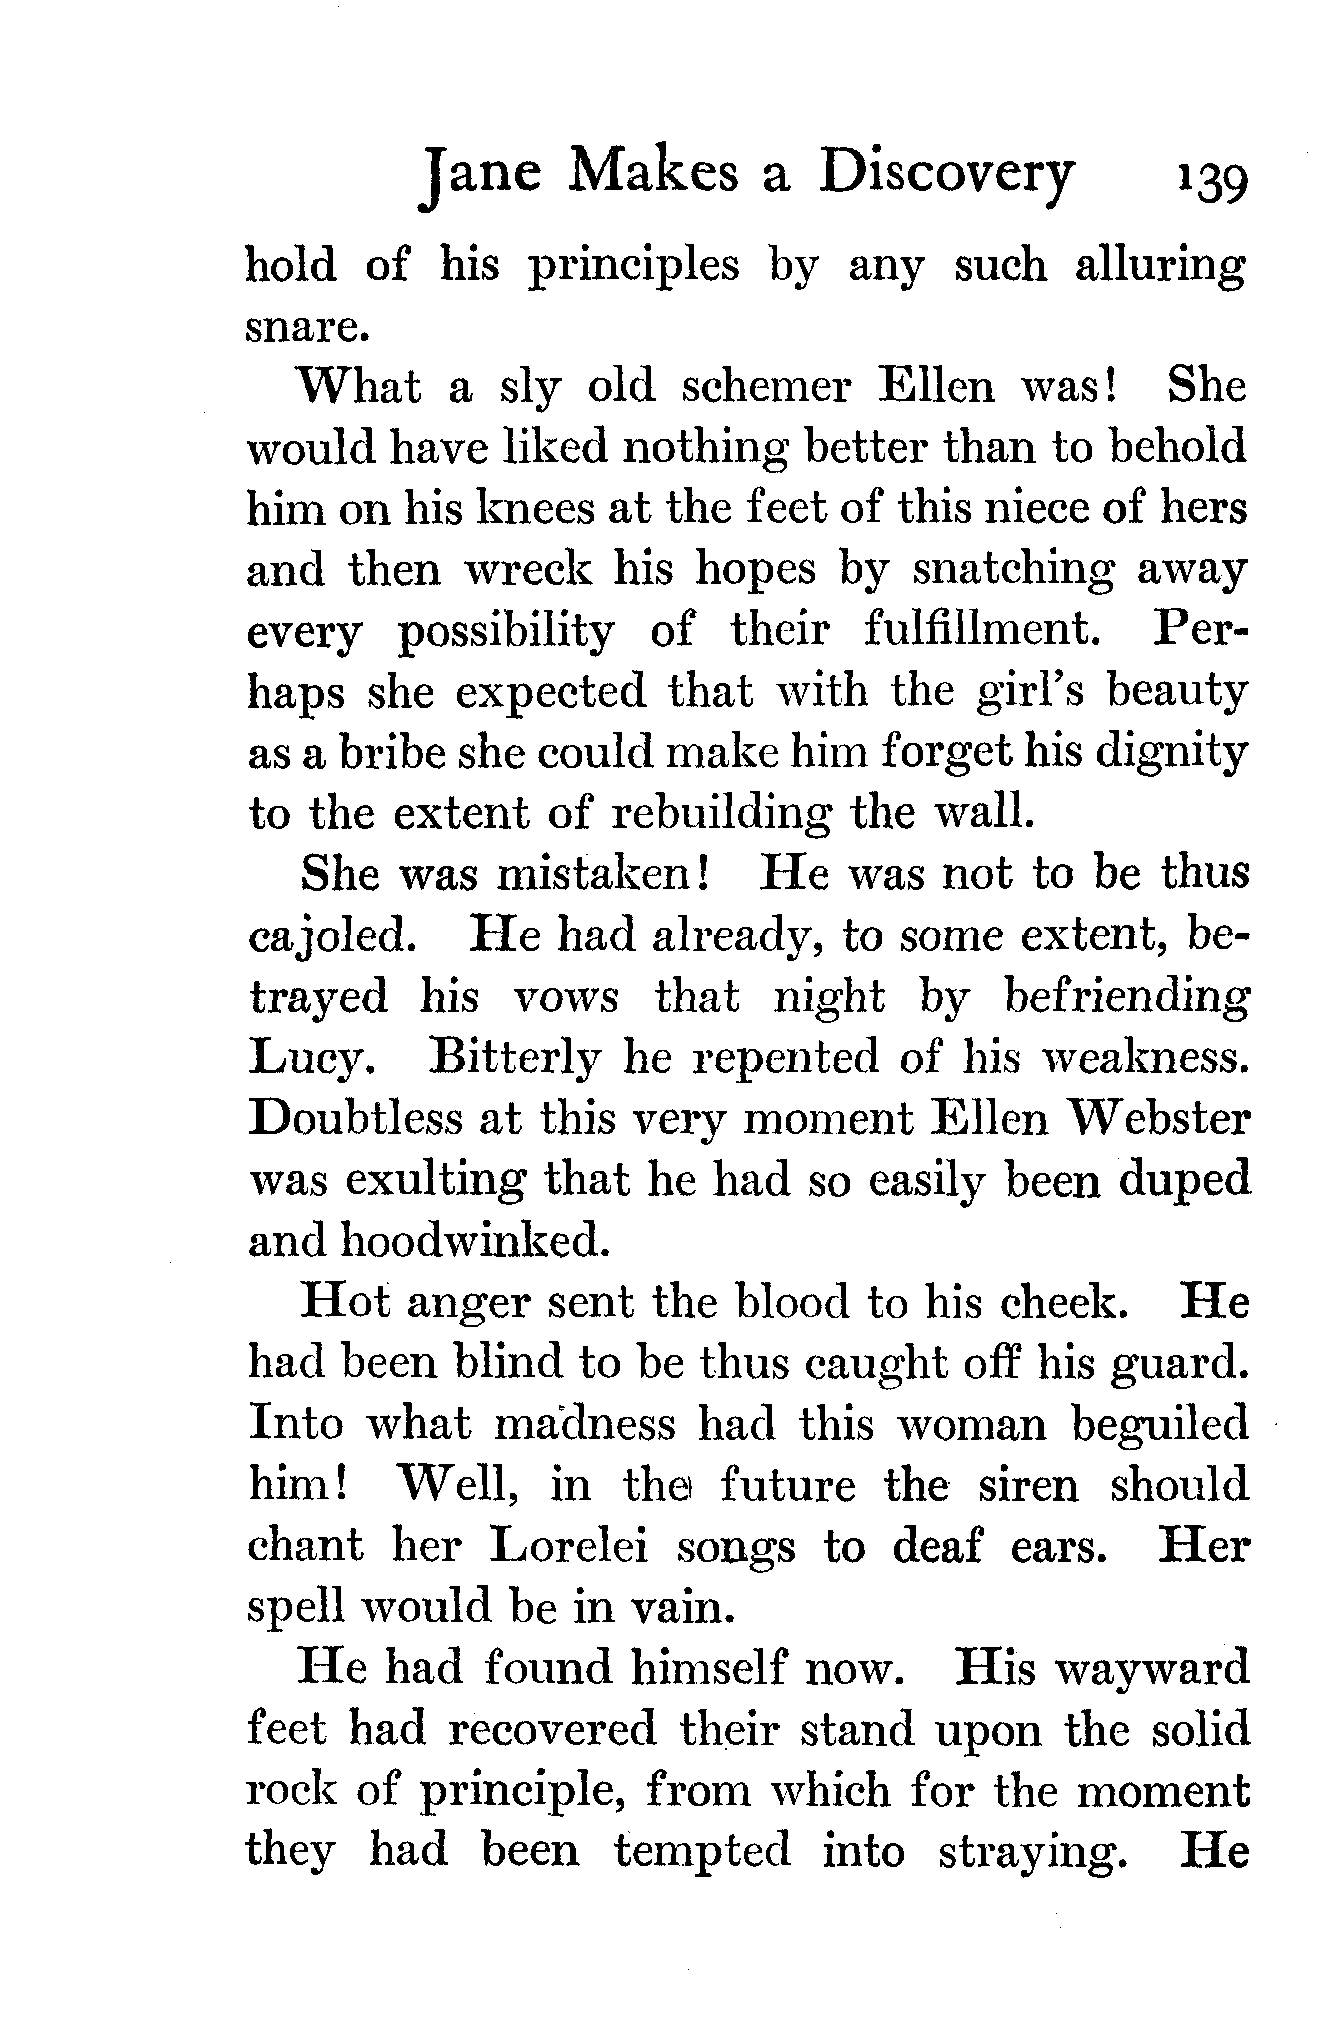 Jane Makes a Discovery 139
hold of his principles by any such alluring
snare.
What a sly old schemer Ellen was! She
would have liked nothing better than to behold
him on his knees at the feet of this niece of hers
and then wreck his hopes by snatching away
every possibility of their fulfillment. Per-
haps she expected that with the girl's beauty
as a bribe she could make him forget his dignity
to the extent of rebuilding the wall.
She was mistaken! He was not to be thus
cajoled. He had already, to some extent, be-
trayed his vows that night by befriending
Lucy. Bitterly he repented of his weakness.
Doubtless at this very moment Ellen Webster
was exulting that he had so easily been duped
and hoodwinked.
Hot anger sent the blood to his cheek. He
had been blind to be thus caught off his guard.
Into what madness had this woman beguiled
him! Well, in the future the siren should
chant her Lorelei songs to deaf ears. Her
spell would be in vain.
He had found himself now. His wayward
feet had recovered their stand upon the solid
rock of principle, from which for the moment
they had been tempted into straying. He